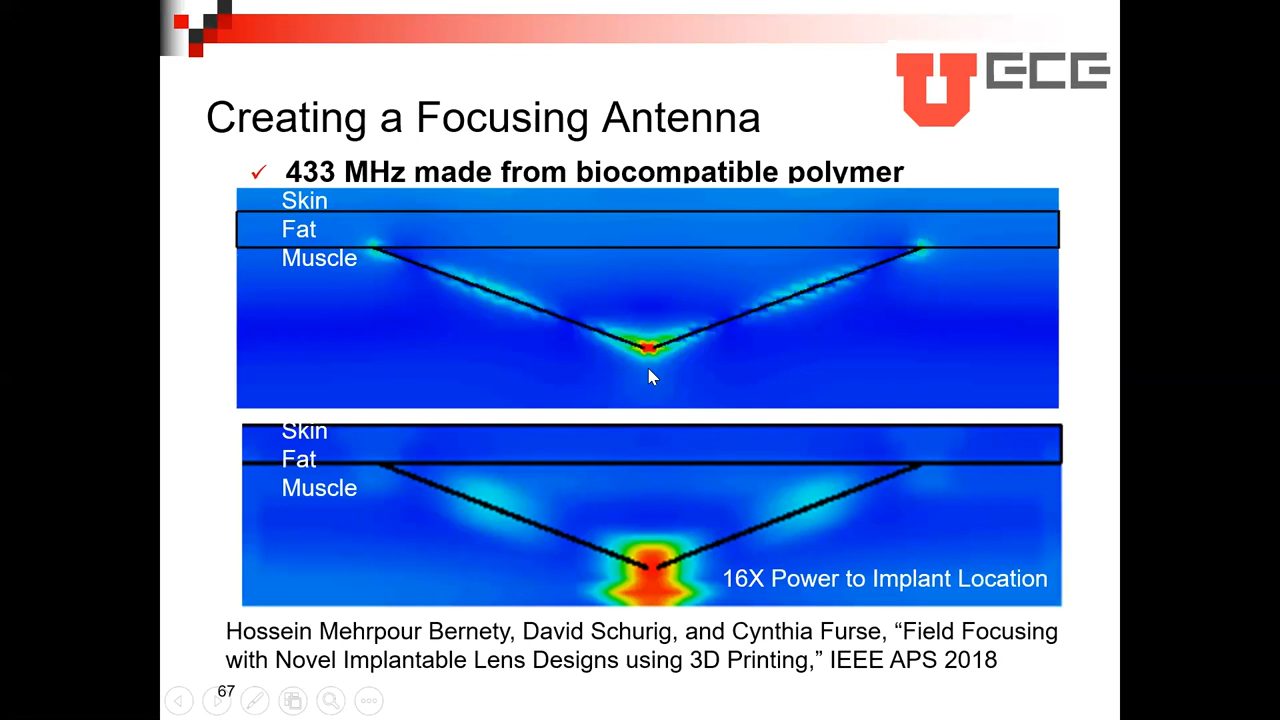 U ECE
Creating a Focusing Antenna
✓ 433 MHz made from biocompatible polymer
Skin
Fat
Muscle
Skin
Fat
Muscle
16X Power to Implant Location
Hossein Mehrpour Bernety, David Schurig, and Cynthia Furse, “Field Focusing
with Novel Implantable Lens Designs using 3D Printing,” IEEE APS 2018
67